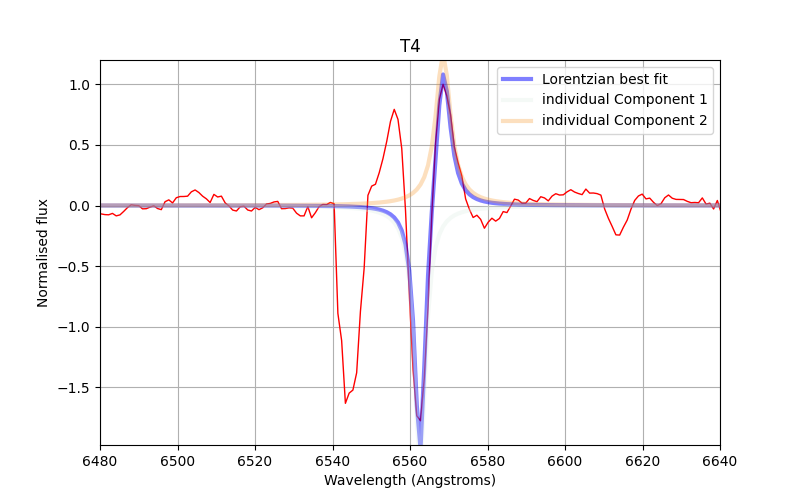 T4
Lorentzian best fit
individual Component 1
individual Component 2
Normalised flux
1.0
0.5
0.0
−0.5
−1.0
−1.5
6480 6500 6520 6540 6560 6580 6600 6620 6640
Wavelength (Angstroms)